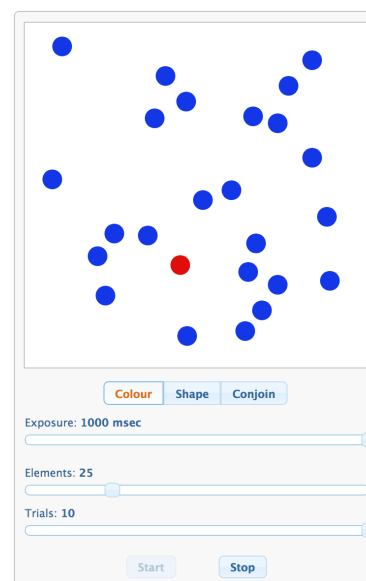 Colour Shape Conjoin
Exposure: 1000 msec
Elements: 25
Trials: 10
Start Stop